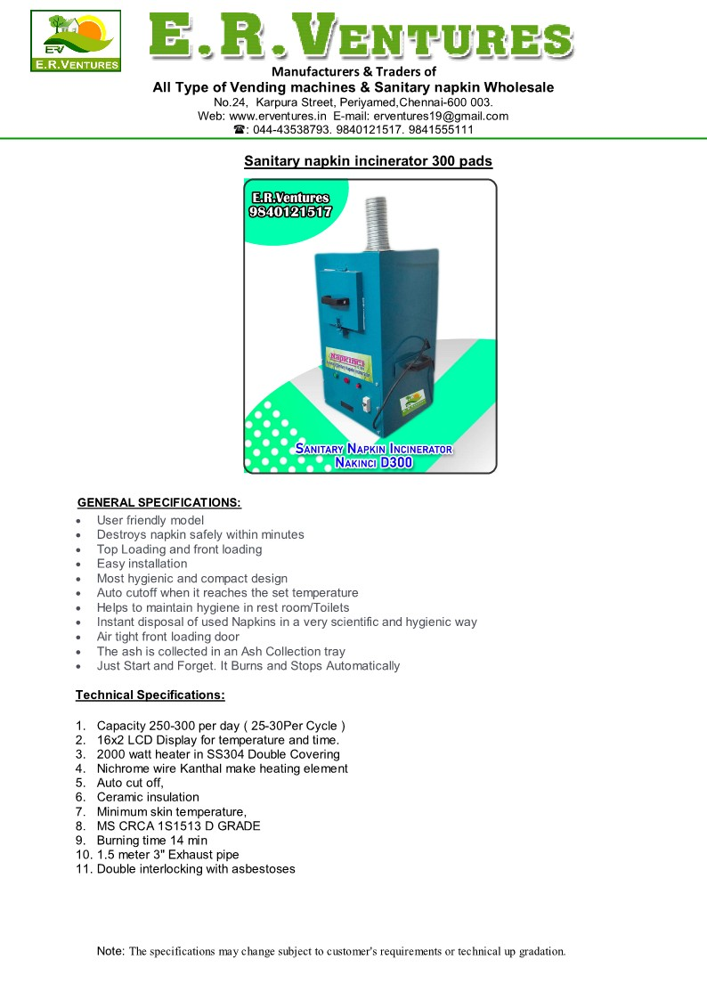 ERV
E.R.VENTURES
E.R.VENTURES
Manufacturers & Traders of
All Type of Vending machines & Sanitary napkin Wholesale
No.24, Karpura Street, Periyamed,Chennai-600 003.
Web: www.erventures.in E-mail: erventures19@gmail.com
☎: 044-43538793. 9840121517. 9841555111
Sanitary napkin incinerator 300 pads
E.R.Ventures
9840121517
NAPKINCI
SANITARY NAPKIN INCINERATOR
NAKINCI D300
GENERAL SPECIFICATIONS:
• User friendly model
• Destroys napkin safely within minutes
• Top Loading and front loading
• Easy installation
• Most hygienic and compact design
• Auto cutoff when it reaches the set temperature
• Helps to maintain hygiene in rest room/Toilets
• Instant disposal of used Napkins in a very scientific and hygienic way
• Air tight front loading door
• The ash is collected in an Ash Collection tray
• Just Start and Forget. It Burns and Stops Automatically
Technical Specifications:
1. Capacity 250-300 per day ( 25-30Per Cycle )
2. 16x2 LCD Display for temperature and time.
3. 2000 watt heater in SS304 Double Covering
4. Nichrome wire Kanthal make heating element
5. Auto cut off,
6. Ceramic insulation
7. Minimum skin temperature,
8. MS CRCA 1S1513 D GRADE
9. Burning time 14 min
10. 1.5 meter 3" Exhaust pipe
11. Double interlocking with asbestoses
Note: The specifications may change subject to customer's requirements or technical up gradation.